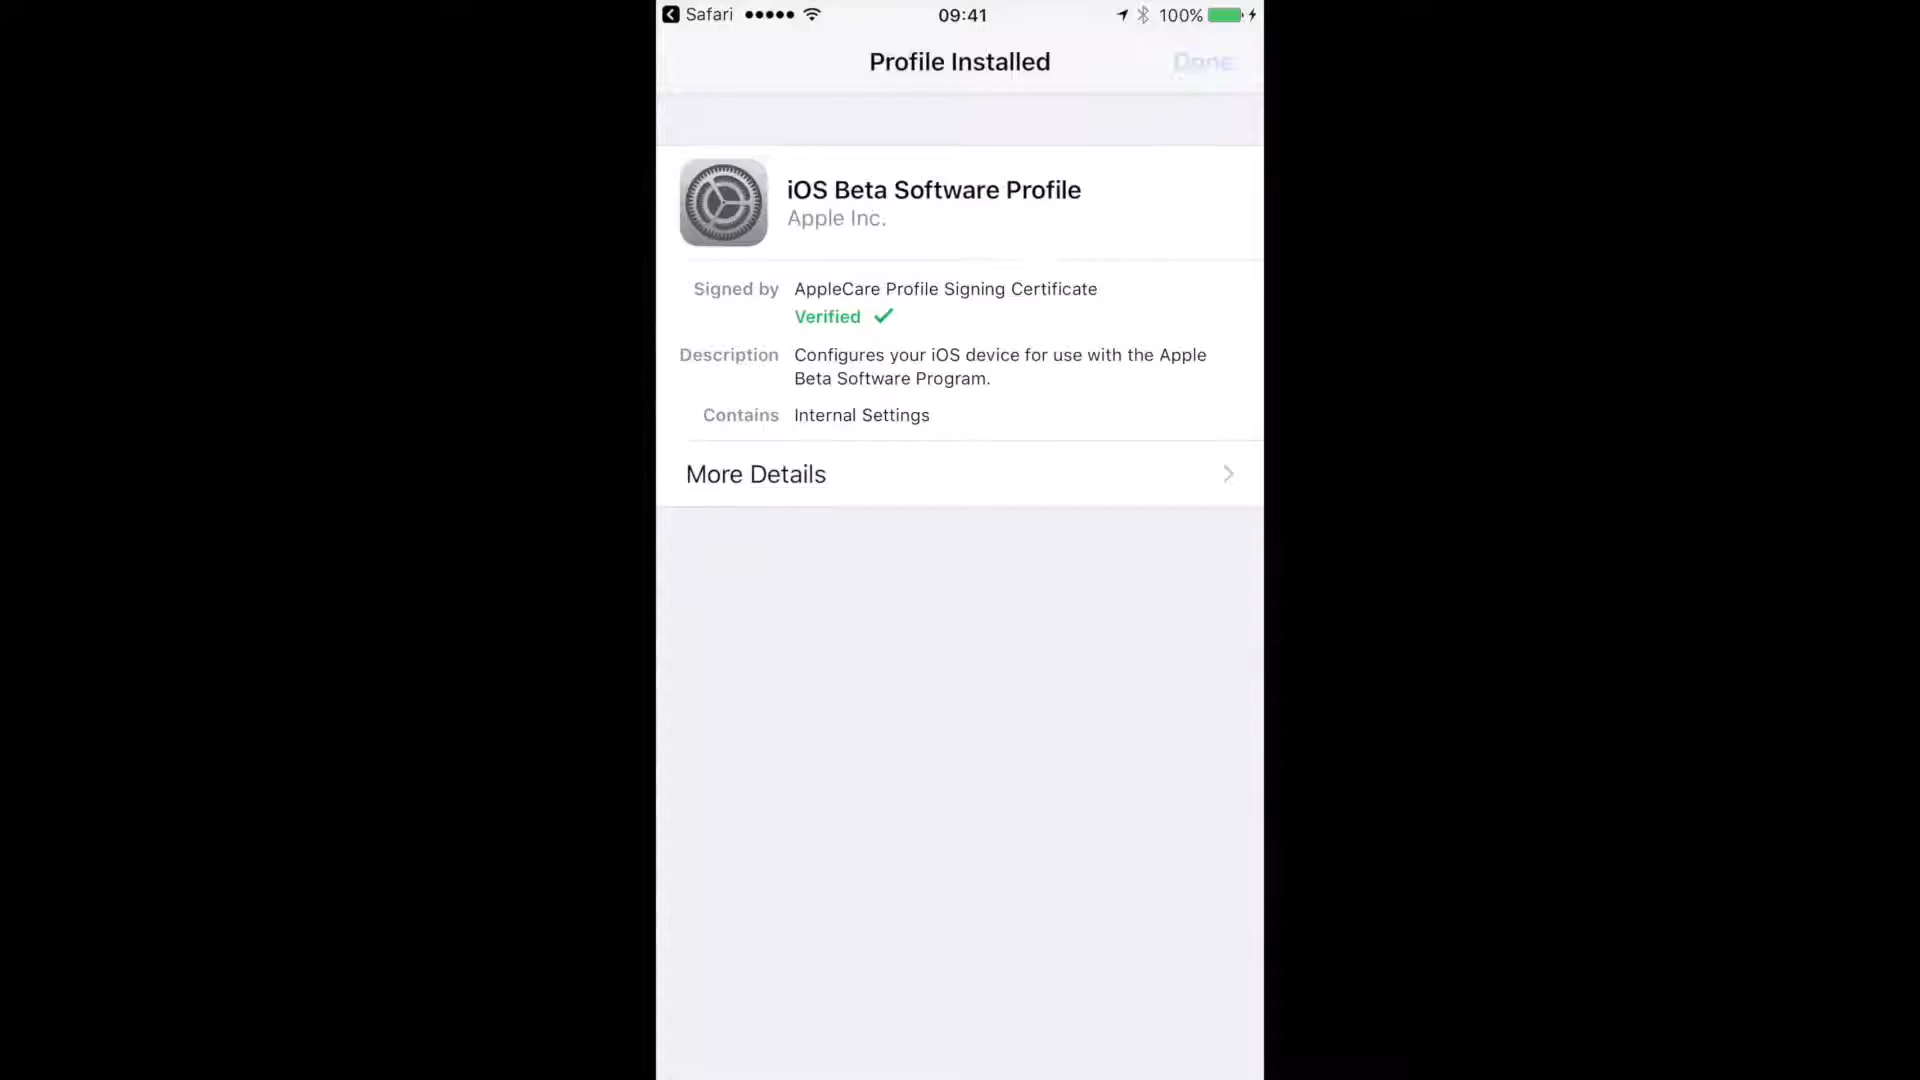 Safari 09:41 100%
Profile Installed Done
iOS Beta Software Profile
Apple Inc.
Signed by AppleCare Profile Signing Certificate
Verified
Description Configures your iOS device for use with the Apple
Beta Software Program.
Contains Internal Settings
More Details